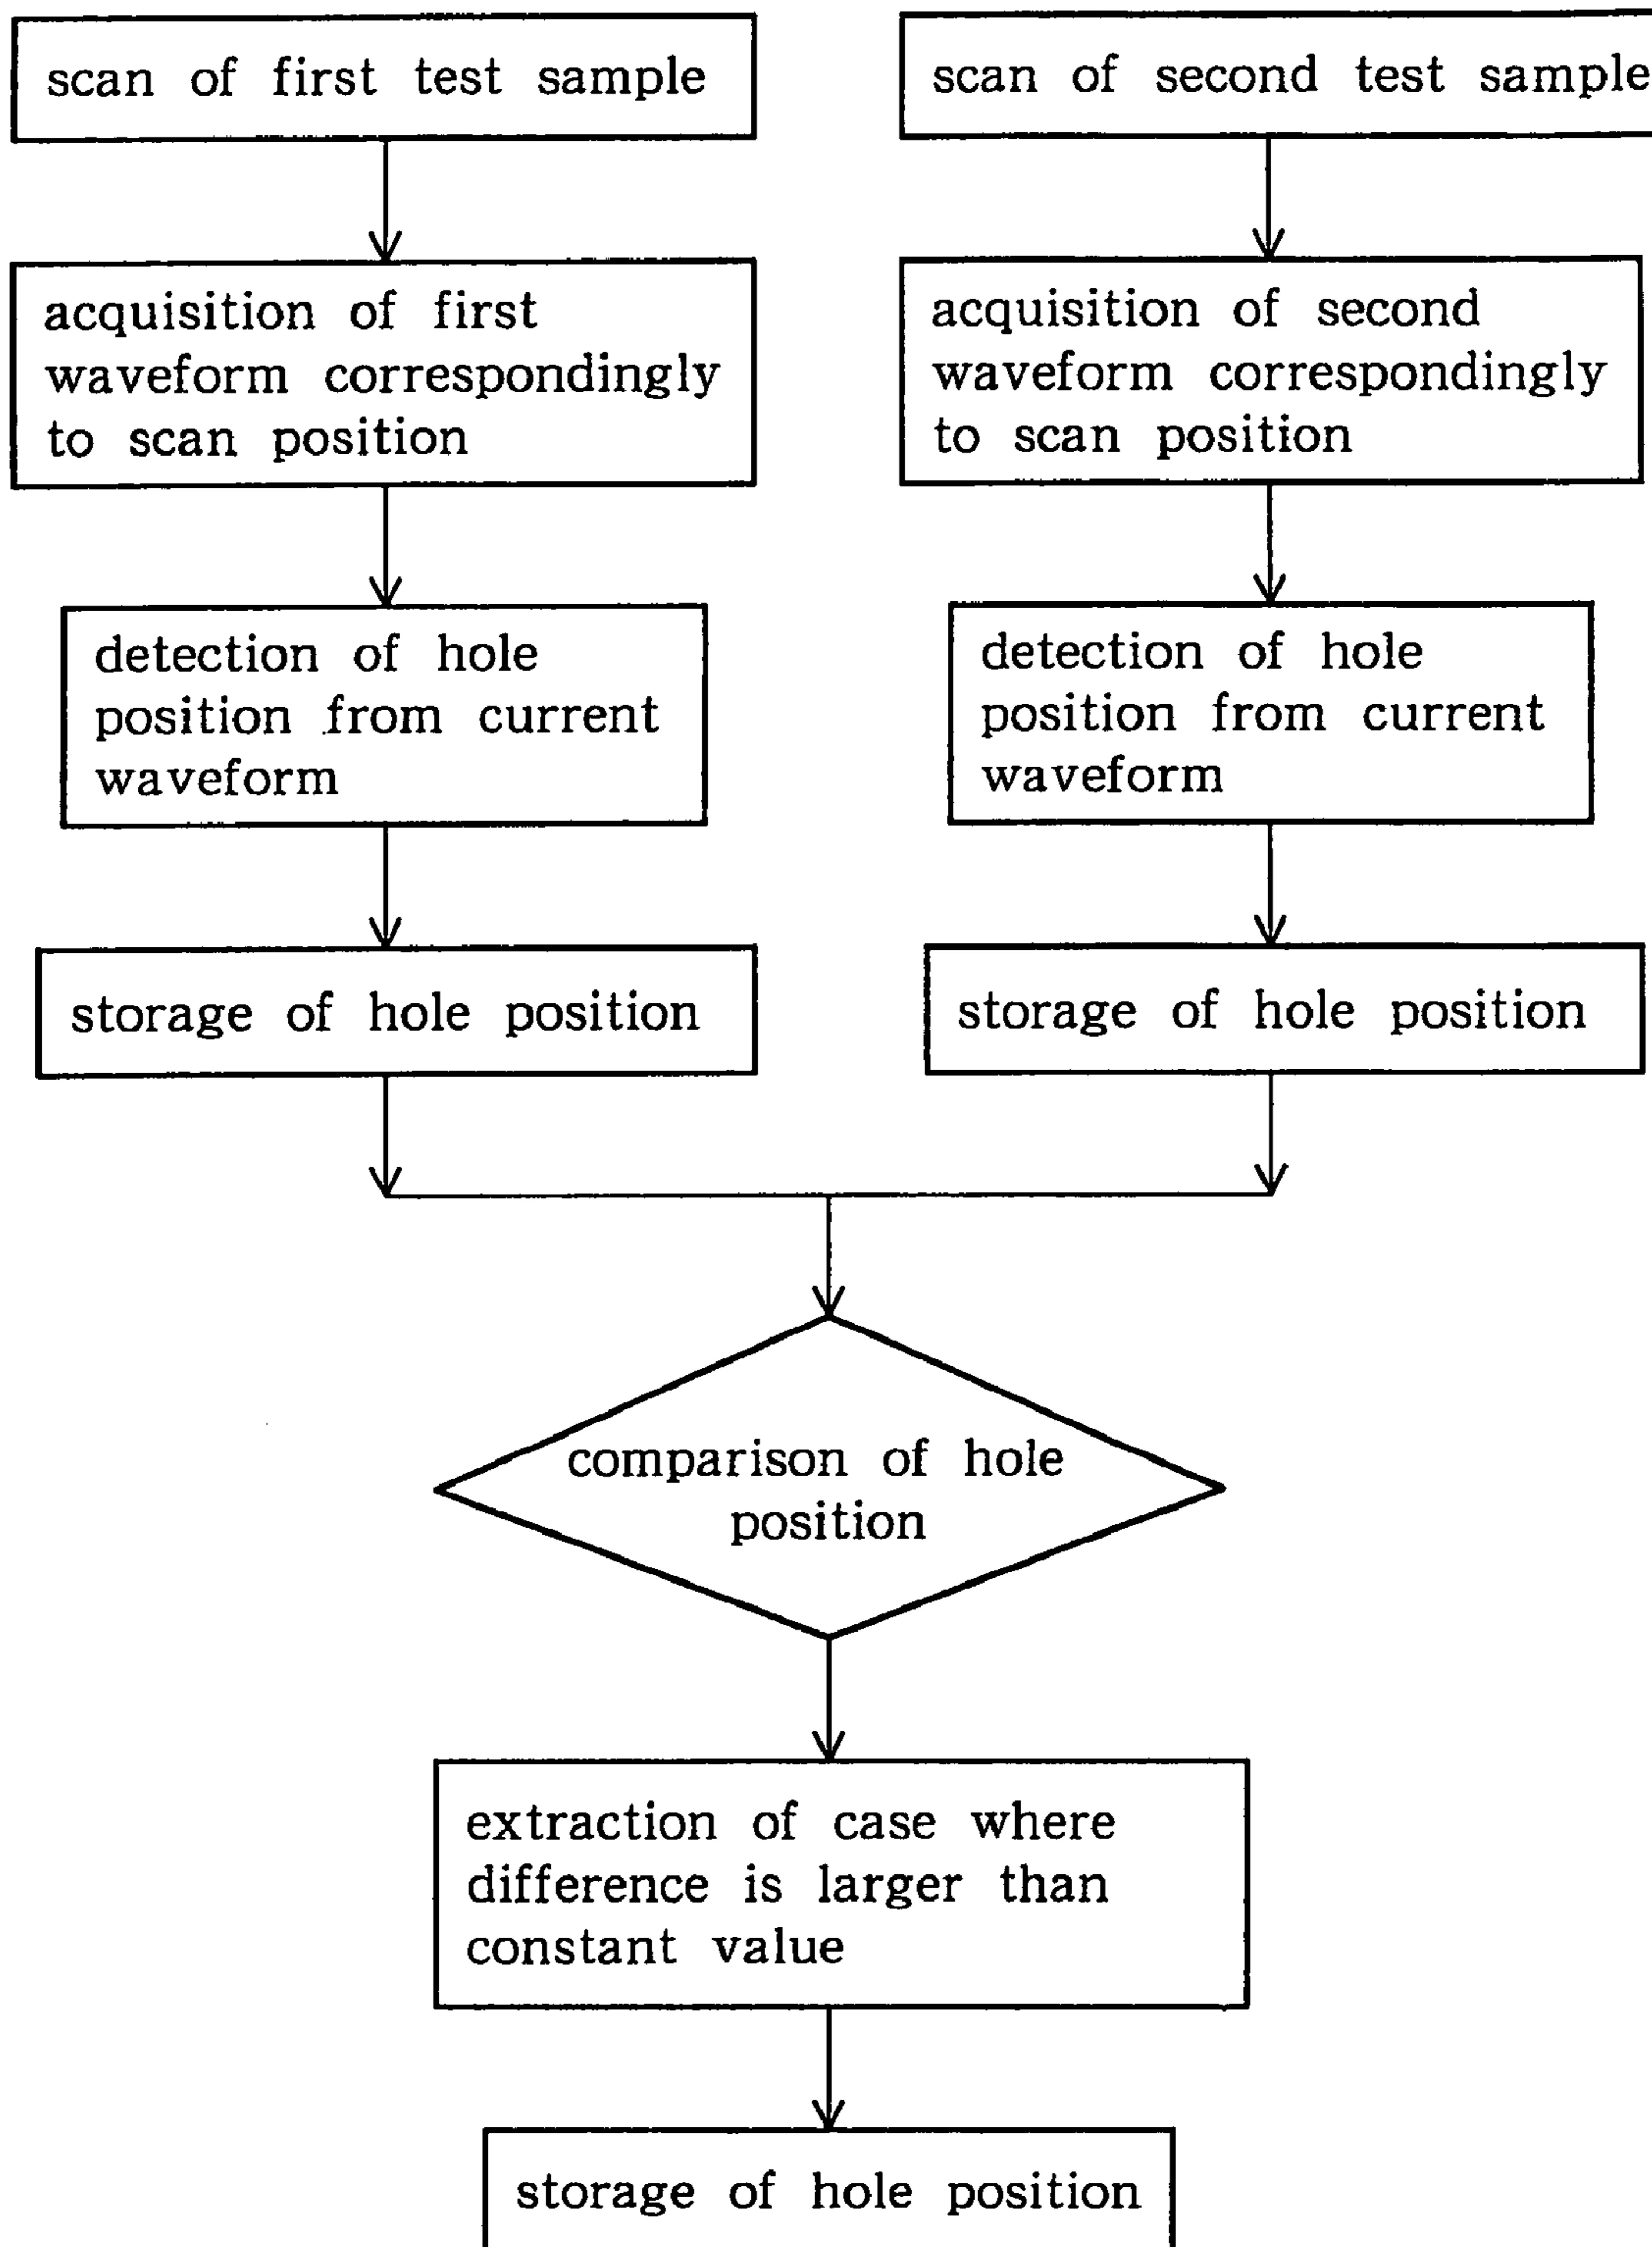 scan of first test sample
acquisition of first
waveform correspondingly
to scan position
detection of hole
position from current
waveform
storage of hole position
scan of second test sample
acquisition of second
waveform correspondingly
to scan position
detection of hole
position from current
waveform
storage of hole position
comparison of hole
position
extraction of case where
difference is larger than
constant value
storage of hole position